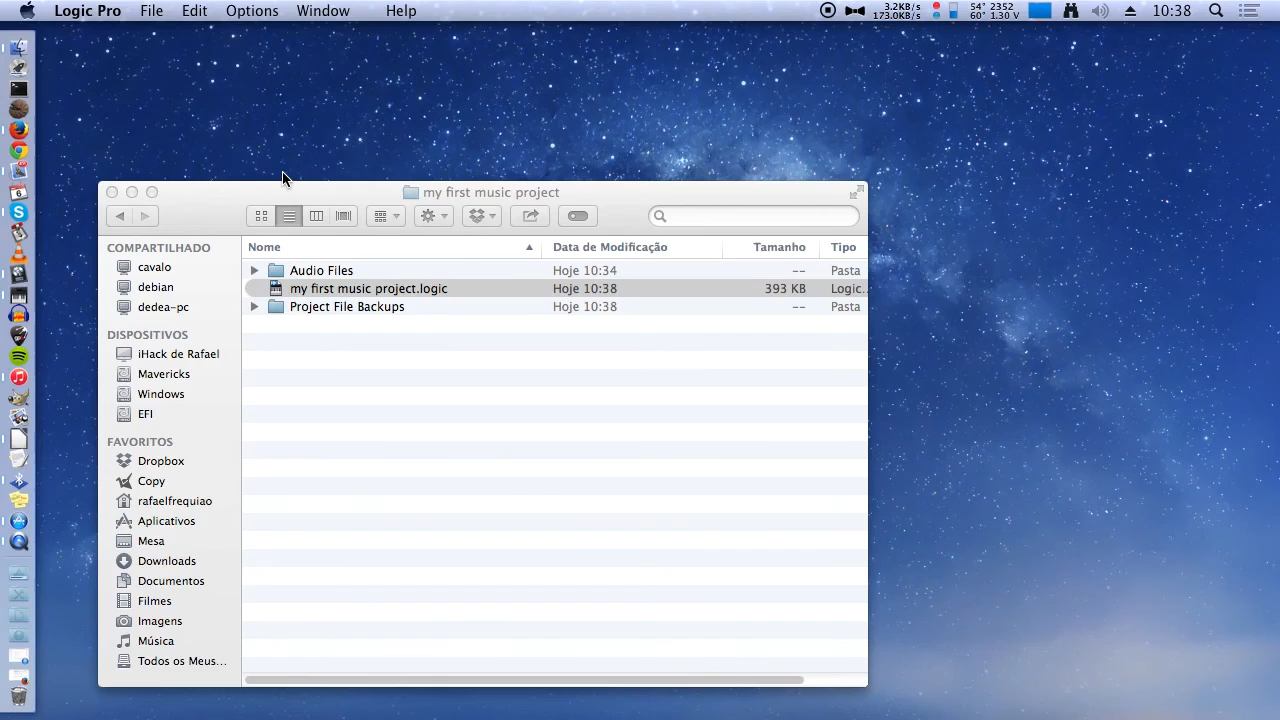 Logic Pro File Edit Options Window Help 3.2KB/s 173.0KB/s 54° 2352 60° 1.30 V 10:38
my first music project
COMPARTILHADO
cavalo
debian
dedea-pc
DISPOSITIVOS
iHack de Rafael
Mavericks
Windows
EFI
FAVORITOS
Dropbox
Copy
rafaelfrequiao
Aplicativos
Mesa
Downloads
Documentos
Filmes
Imagens
Música
Todos os Meus...
Nome Data de Modificação Tamanho Tipo
Audio Files Hoje 10:34 -- Pasta
my first music project.logic Hoje 10:38 393 KB Logic..
Project File Backups Hoje 10:38 -- Pasta